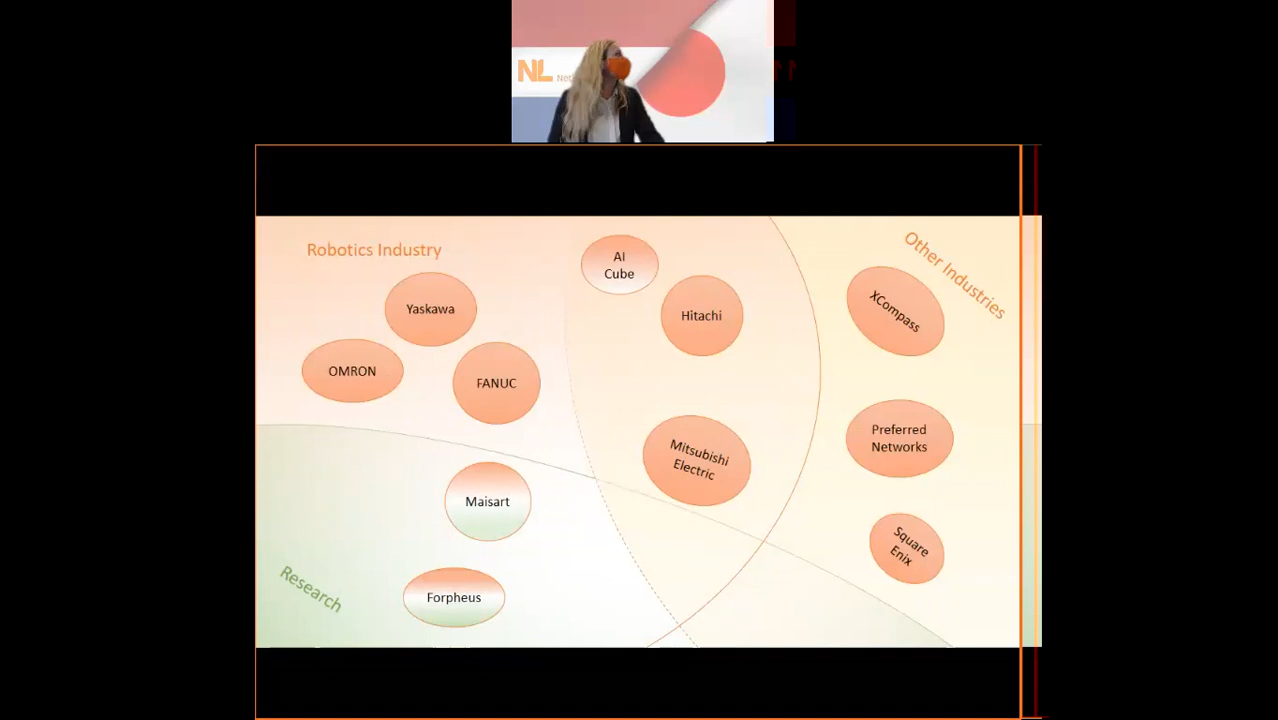 NL
Robotics Industry
Other Industries
AI
Cube
Yaskawa
Hitachi
XCompass
OMRON
FANUC
Preferred
Networks
Mitsubishi
Electric
Maisart
Square
Enix
Research
Forpheus